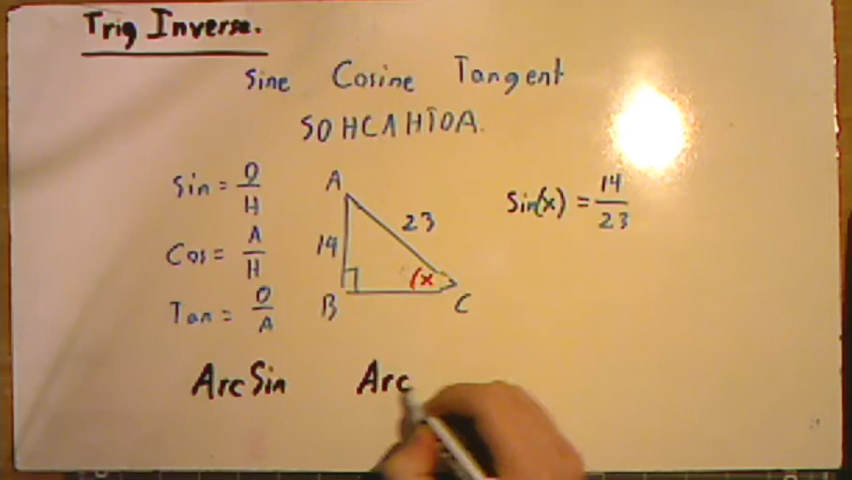 Trig Inverse.
Sine Cosine Tangent
SOHCAHTOA.
Sin = O/H
Cos = A/H
Tan = O/A
A
14
23
B
(x
C
Sin(x) = 14/23
ArcSin Arc